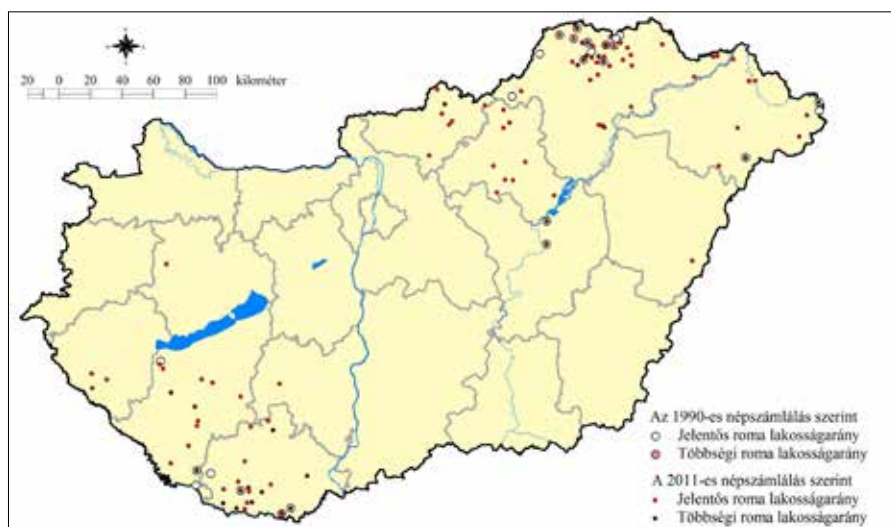 20 0 20 40 60 80 100 kilométer
Az 1990-es népszámlálás szerint
Jelentős roma lakosságarány
Többségi roma lakosságarány
A 2011-es népszámlálás szerint
Jelentős roma lakosságarány
Többségi roma lakosságarány